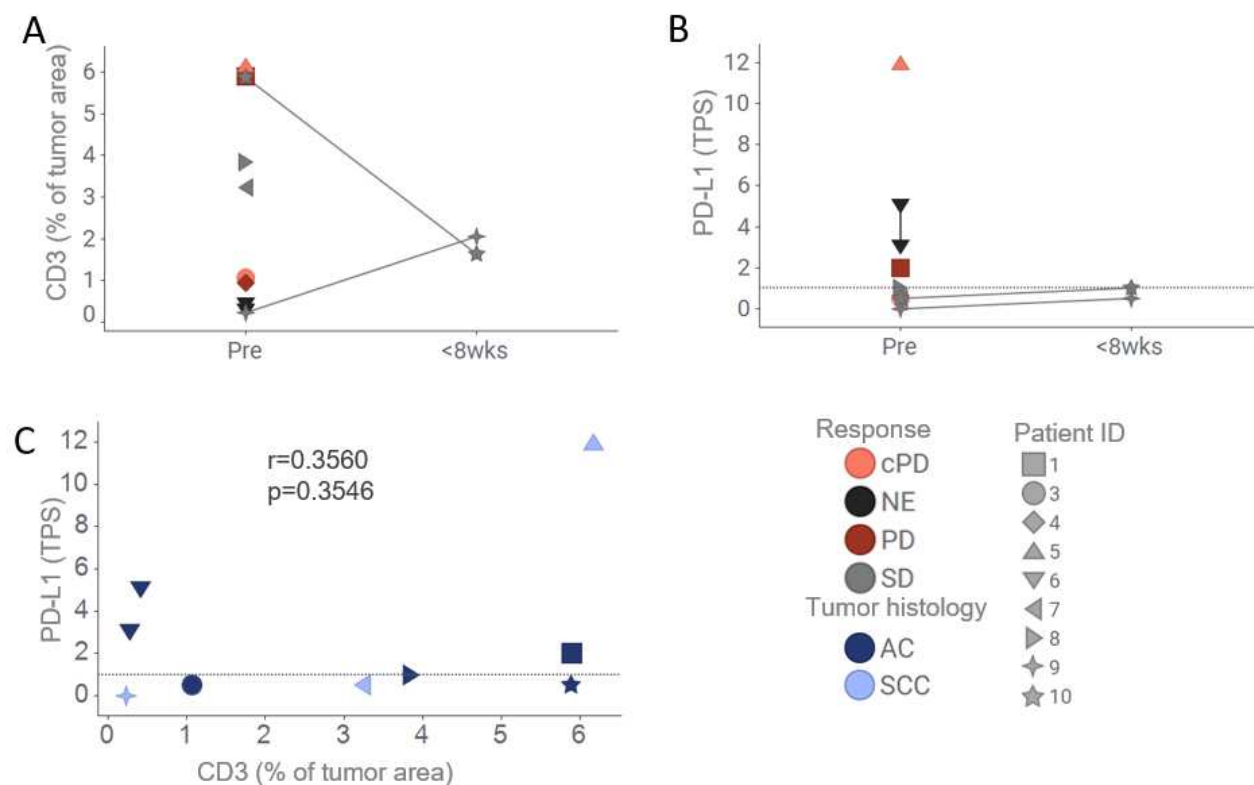 A
CD3 (% of tumor area)
6
5
4
3
2
1
0
Pre
<8wks
B
PD-L1 (TPS)
12
10
8
6
4
2
0
Pre
<8wks
C
PD-L1 (TPS)
12
10
8
6
4
2
0
r=0.3560
p=0.3546
0 1 2 3 4 5 6
CD3 (% of tumor area)
Response
cPD
NE
PD
SD
Tumor histology
AC
SCC
Patient ID
1
3
4
5
6
7
8
9
10